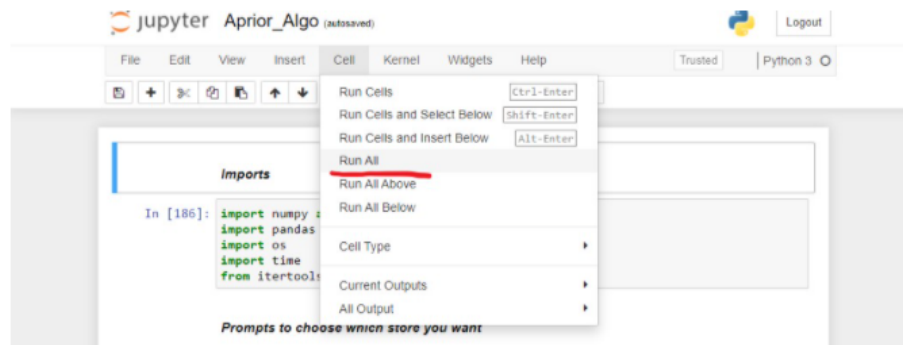 jupyter Aprior_Algo (autosaved) Logout
File Edit View Insert Cell Kernel Widgets Help Trusted Python 3
Run Cells Ctrl-Enter
Run Cells and Select Below Shift-Enter
Run Cells and Insert Below Alt-Enter
Run All
Run All Above
Run All Below
Cell Type
Current Outputs
All Output
Imports
In [186]: import numpy
import pandas
import os
import time
from itertools
Prompts to choose which store you want